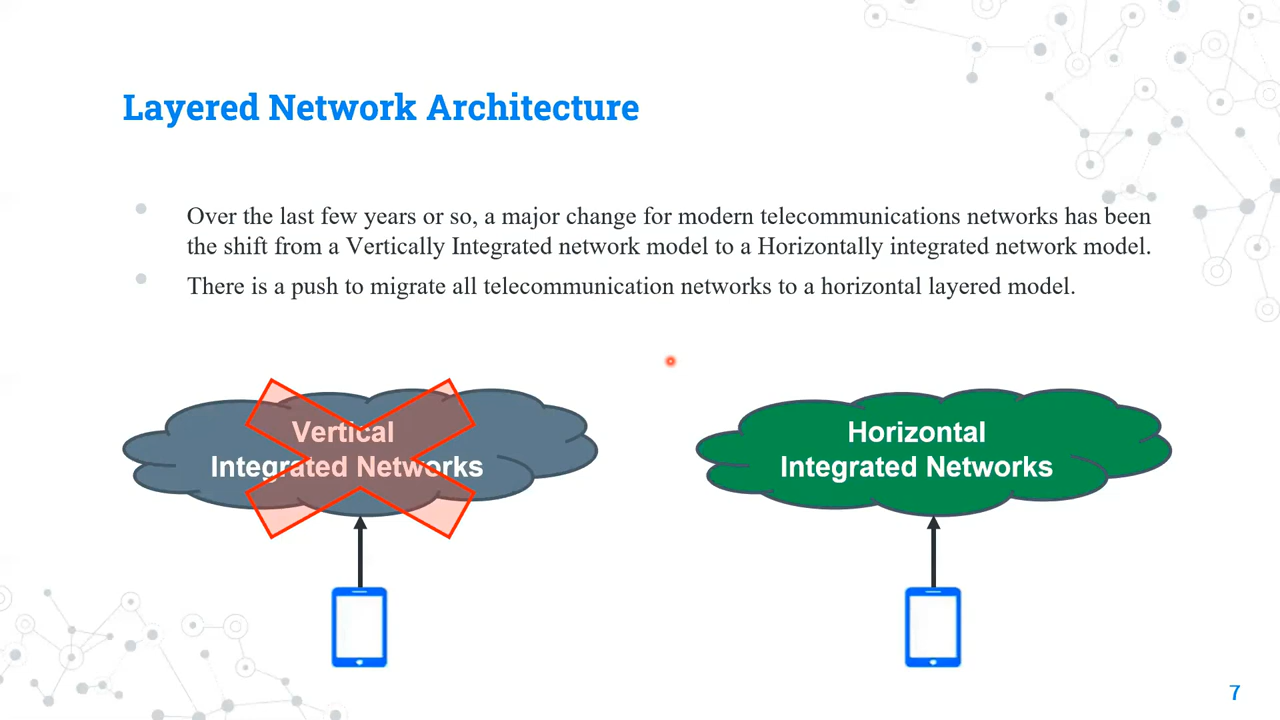 Layered Network Architecture
Over the last few years or so, a major change for modern telecommunications networks has been
the shift from a Vertically Integrated network model to a Horizontally integrated network model.
There is a push to migrate all telecommunication networks to a horizontal layered model.
Vertical
Integrated Networks
Horizontal
Integrated Networks
7